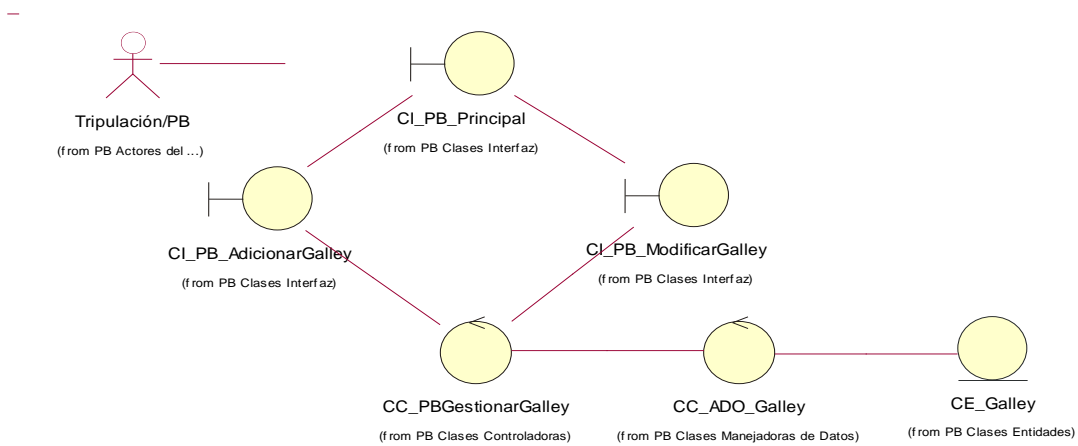 Tripulación/PB
(from PB Actores del ...)
CI_PB_Principal
(from PB Clases Interfaz)
CI_PB_AdicionarGalley
(from PB Clases Interfaz)
CI_PB_ModificarGalley
(from PB Clases Interfaz)
CC_PBGestionarGalley
(from PB Clases Controladoras)
CC_ADO_Galley
(from PB Clases Manejadoras de Datos)
CE_Galley
(from PB Clases Entidades)